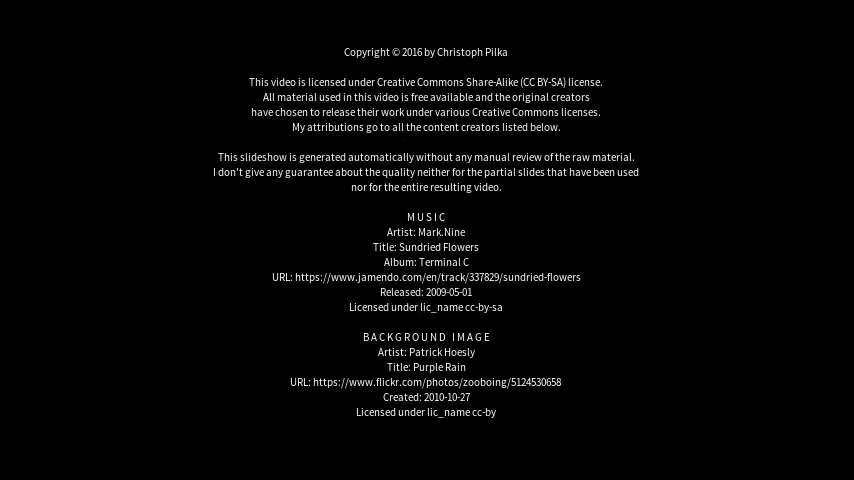 Copyright © 2016 by Christoph Pilka
This video is licensed under Creative Commons Share-Alike (CC BY-SA) license.
All material used in this video is free available and the original creators
have chosen to release their work under various Creative Commons licenses.
My attributions go to all the content creators listed below.
This slideshow is generated automatically without any manual review of the raw material.
I don't give any guarantee about the quality neither for the partial slides that have been used
nor for the entire resulting video.
MUSIC
Artist: Mark.Nine
Title: Sundried Flowers
Album: Terminal C
URL: https://www.jamendo.com/en/track/337829/sundried-flowers
Released: 2009-05-01
Licensed under lic_name cc-by-sa
BACKGROUND IMAGE
Artist: Patrick Hoesly
Title: Purple Rain
URL: https://www.flickr.com/photos/zooboing/5124530658
Created: 2010-10-27
Licensed under lic_name cc-by